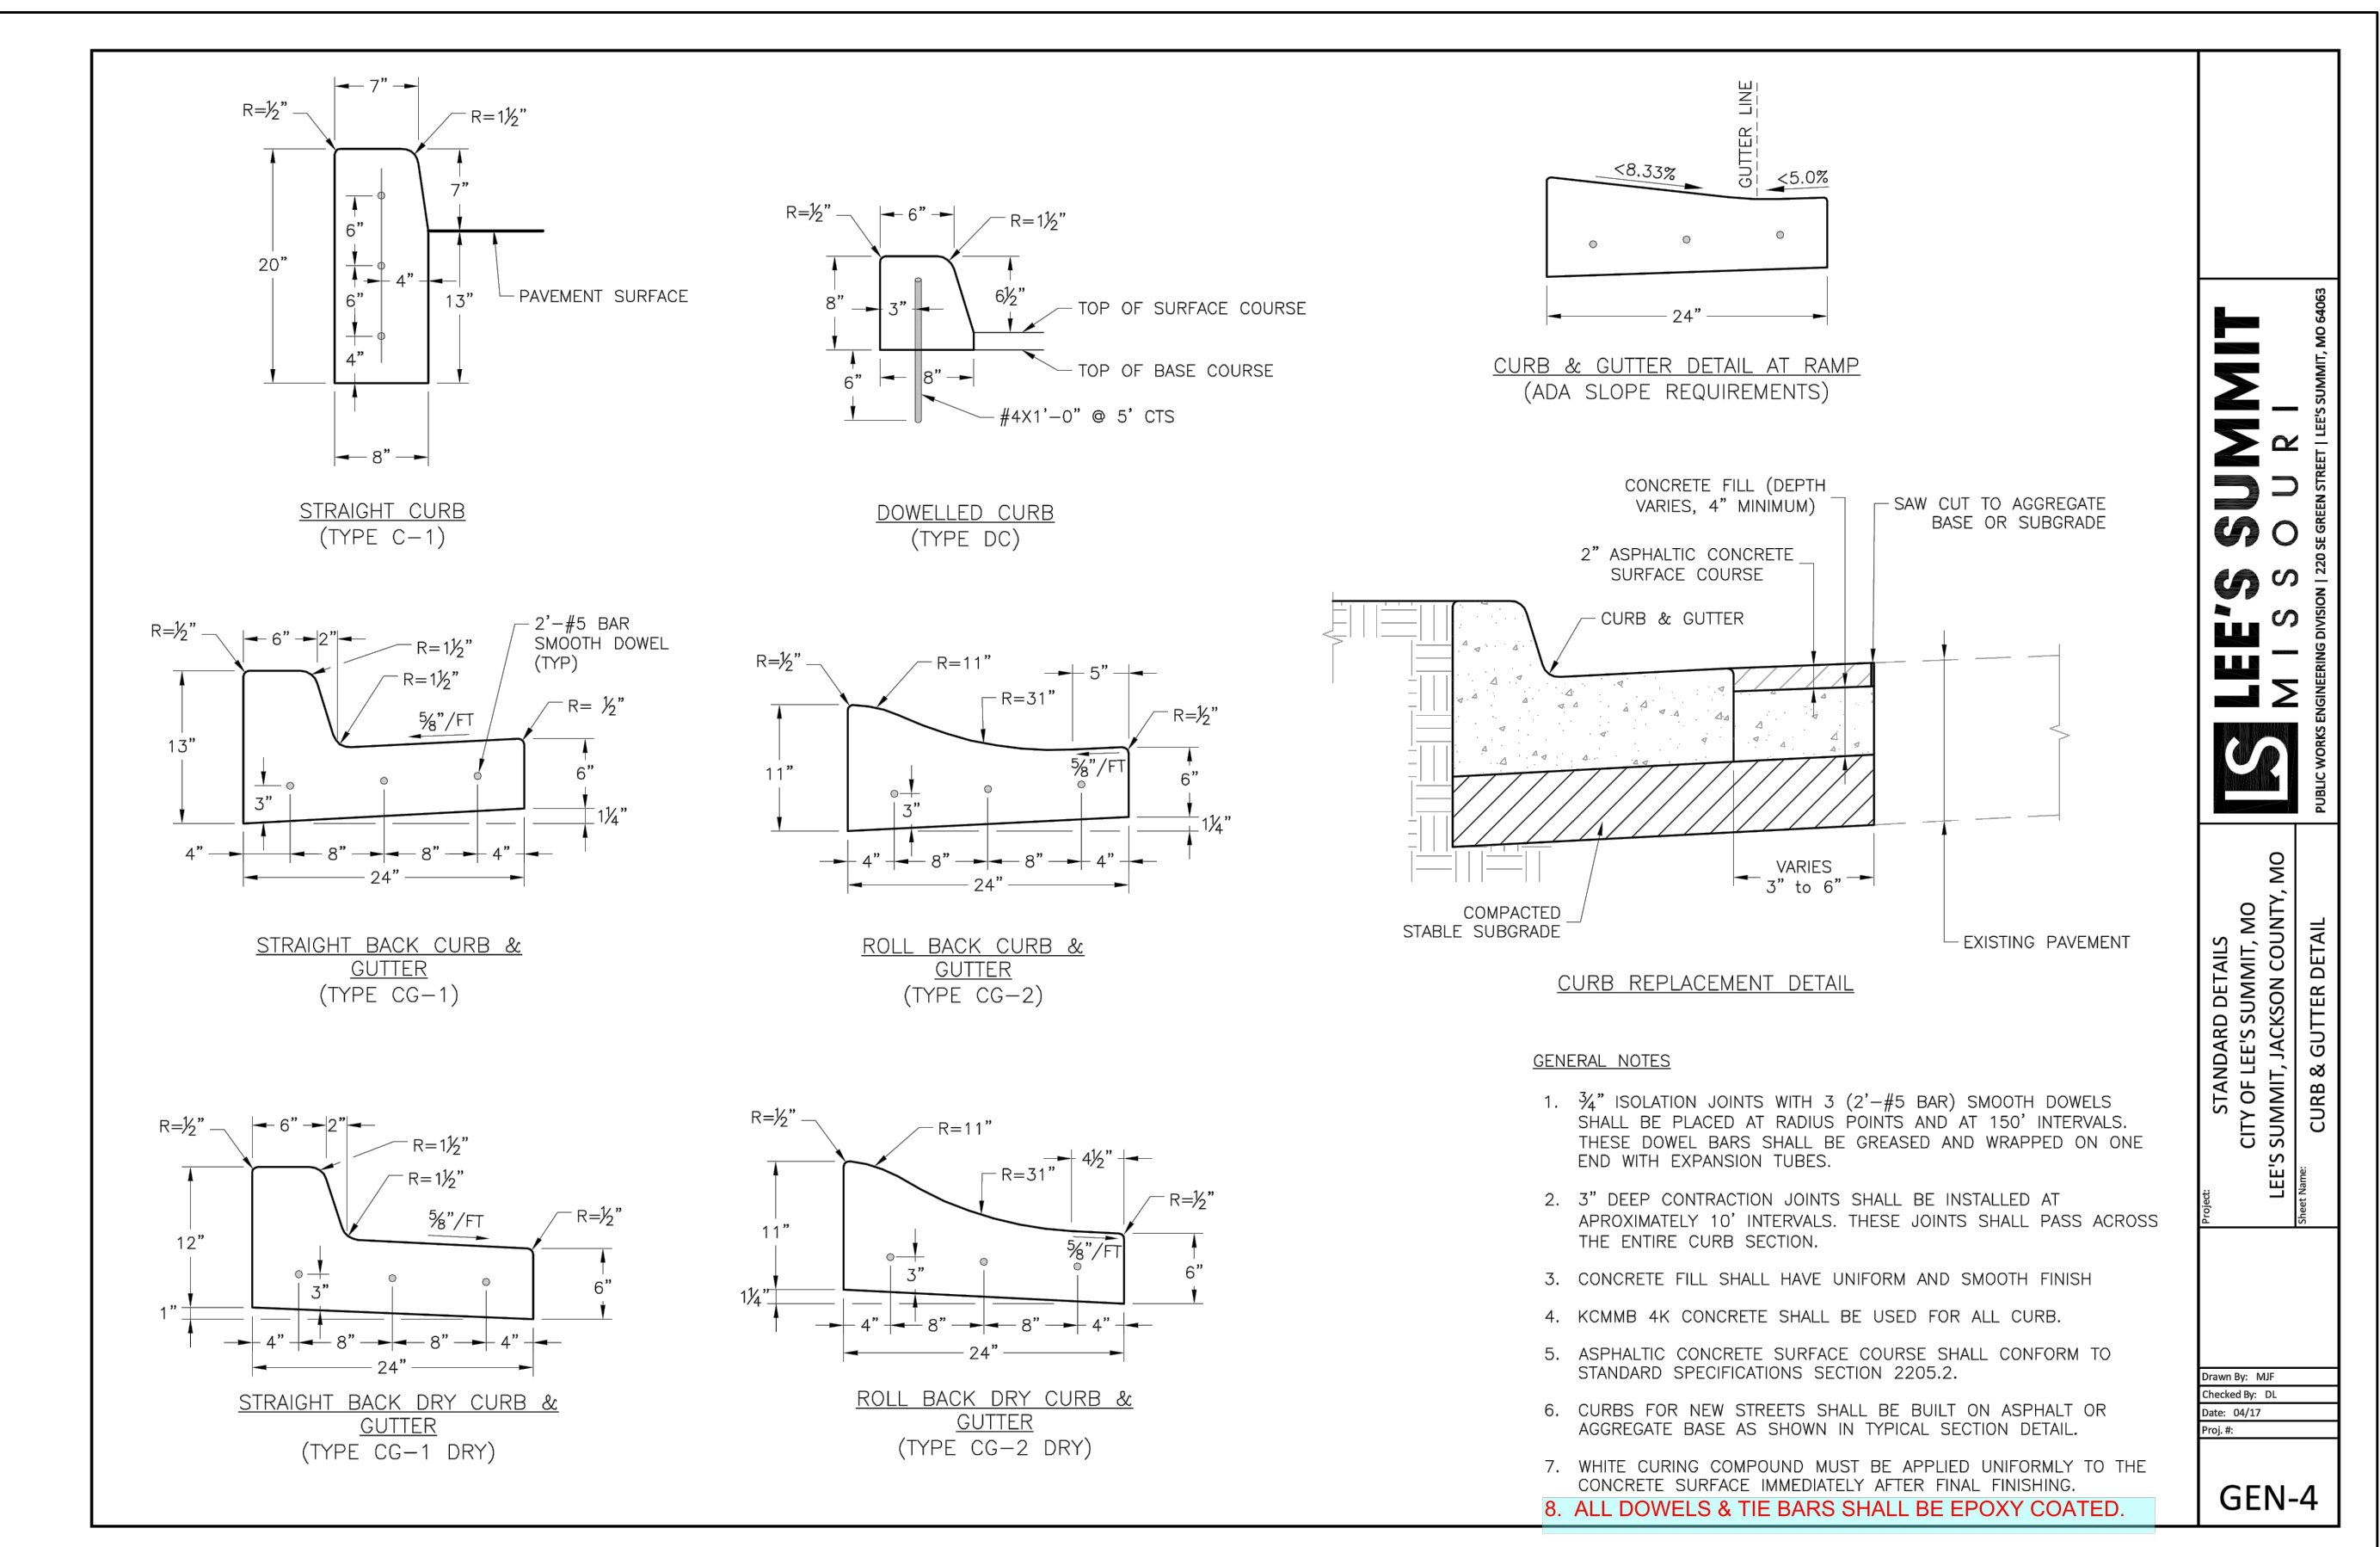 7”
R=½”
R=1½”
7”
6”
20”
4”
6”
13”
PAVEMENT SURFACE
4”
8”
STRAIGHT CURB
(TYPE C–1)
R=½”
6”
R=1½”
8”
3”
6½”
TOP OF SURFACE COURSE
TOP OF BASE COURSE
6”
8”
#4X1’–0” @ 5’ CTS
DOWELLED CURB
(TYPE DC)
GUTTER LINE
<8.33%
<5.0%
24”
CURB & GUTTER DETAIL AT RAMP
(ADA SLOPE REQUIREMENTS)
R=½”
6”
2”
R=1½”
R=1½”
2’–#5 BAR
SMOOTH DOWEL
(TYP)
⅝”/FT
R= ½”
13”
6”
3”
1¼”
4”
8”
8”
4”
24”
STRAIGHT BACK CURB &
GUTTER
(TYPE CG–1)
R=½”
R=11”
5”
R=31”
R=½”
11”
⅝”/FT
6”
3”
1¼”
4”
8”
8”
4”
24”
ROLL BACK CURB &
GUTTER
(TYPE CG–2)
CONCRETE FILL (DEPTH
VARIES, 4” MINIMUM)
SAW CUT TO AGGREGATE
BASE OR SUBGRADE
2” ASPHALTIC CONCRETE
SURFACE COURSE
CURB & GUTTER
VARIES
3” to 6”
COMPACTED
STABLE SUBGRADE
EXISTING PAVEMENT
CURB REPLACEMENT DETAIL
R=½”
6”
2”
R=1½”
R=1½”
⅝”/FT
R=½”
12”
3”
6”
1”
4”
8”
8”
4”
24”
STRAIGHT BACK DRY CURB &
GUTTER
(TYPE CG–1 DRY)
R=½”
R=11”
4½”
R=31”
R=½”
11”
⅝”/FT
3”
6”
1¼”
4”
8”
8”
4”
24”
ROLL BACK DRY CURB &
GUTTER
(TYPE CG–2 DRY)
GENERAL NOTES
1. ¾” ISOLATION JOINTS WITH 3 (2’–#5 BAR) SMOOTH DOWELS
SHALL BE PLACED AT RADIUS POINTS AND AT 150’ INTERVALS.
THESE DOWEL BARS SHALL BE GREASED AND WRAPPED ON ONE
END WITH EXPANSION TUBES.
2. 3” DEEP CONTRACTION JOINTS SHALL BE INSTALLED AT
APROXIMATELY 10’ INTERVALS. THESE JOINTS SHALL PASS ACROSS
THE ENTIRE CURB SECTION.
3. CONCRETE FILL SHALL HAVE UNIFORM AND SMOOTH FINISH
4. KCMMB 4K CONCRETE SHALL BE USED FOR ALL CURB.
5. ASPHALTIC CONCRETE SURFACE COURSE SHALL CONFORM TO
STANDARD SPECIFICATIONS SECTION 2205.2.
6. CURBS FOR NEW STREETS SHALL BE BUILT ON ASPHALT OR
AGGREGATE BASE AS SHOWN IN TYPICAL SECTION DETAIL.
7. WHITE CURING COMPOUND MUST BE APPLIED UNIFORMLY TO THE
CONCRETE SURFACE IMMEDIATELY AFTER FINAL FINISHING.
8. ALL DOWELS & TIE BARS SHALL BE EPOXY COATED.
LS
LEE'S SUMMIT
MISSOURI
PUBLIC WORKS ENGINEERING DIVISION | 220 SE GREEN STREET | LEE'S SUMMIT, MO 64063
Project:
STANDARD DETAILS
CITY OF LEE'S SUMMIT, MO
LEE'S SUMMIT, JACKSON COUNTY, MO
Sheet Name:
CURB & GUTTER DETAIL
Drawn By: MJF
Checked By: DL
Date: 04/17
Proj. #:
GEN-4